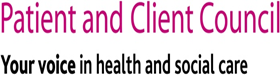 Patient and Client Council
Your voice in health and social care